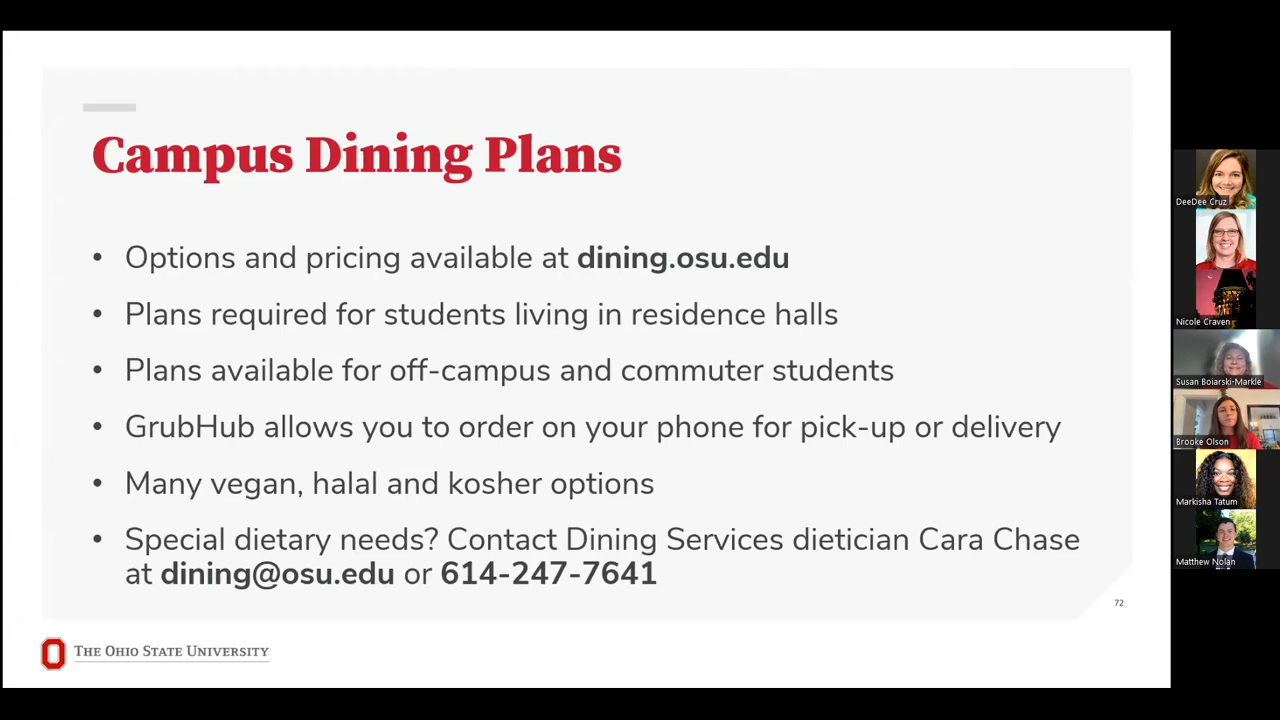 Campus Dining Plans
• Options and pricing available at dining.osu.edu
• Plans required for students living in residence halls
• Plans available for off-campus and commuter students
• GrubHub allows you to order on your phone for pick-up or delivery
• Many vegan, halal and kosher options
• Special dietary needs? Contact Dining Services dietician Cara Chase
at dining@osu.edu or 614-247-7641
72
THE OHIO STATE UNIVERSITY
DeeDee Cruz
Nicole Craven
Susan Boiarski-Markle
Brooke Olson
Markisha Tatum
Matthew Nolan